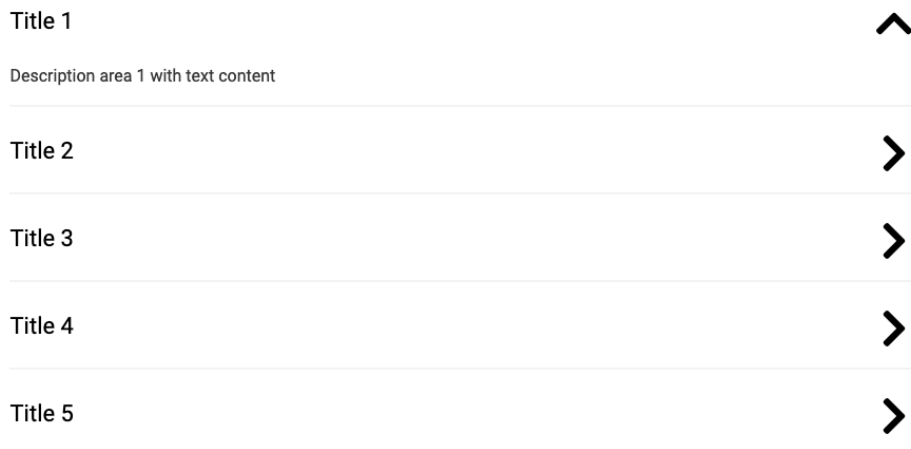 Title 1
Description area 1 with text content
Title 2
Title 3
Title 4
Title 5